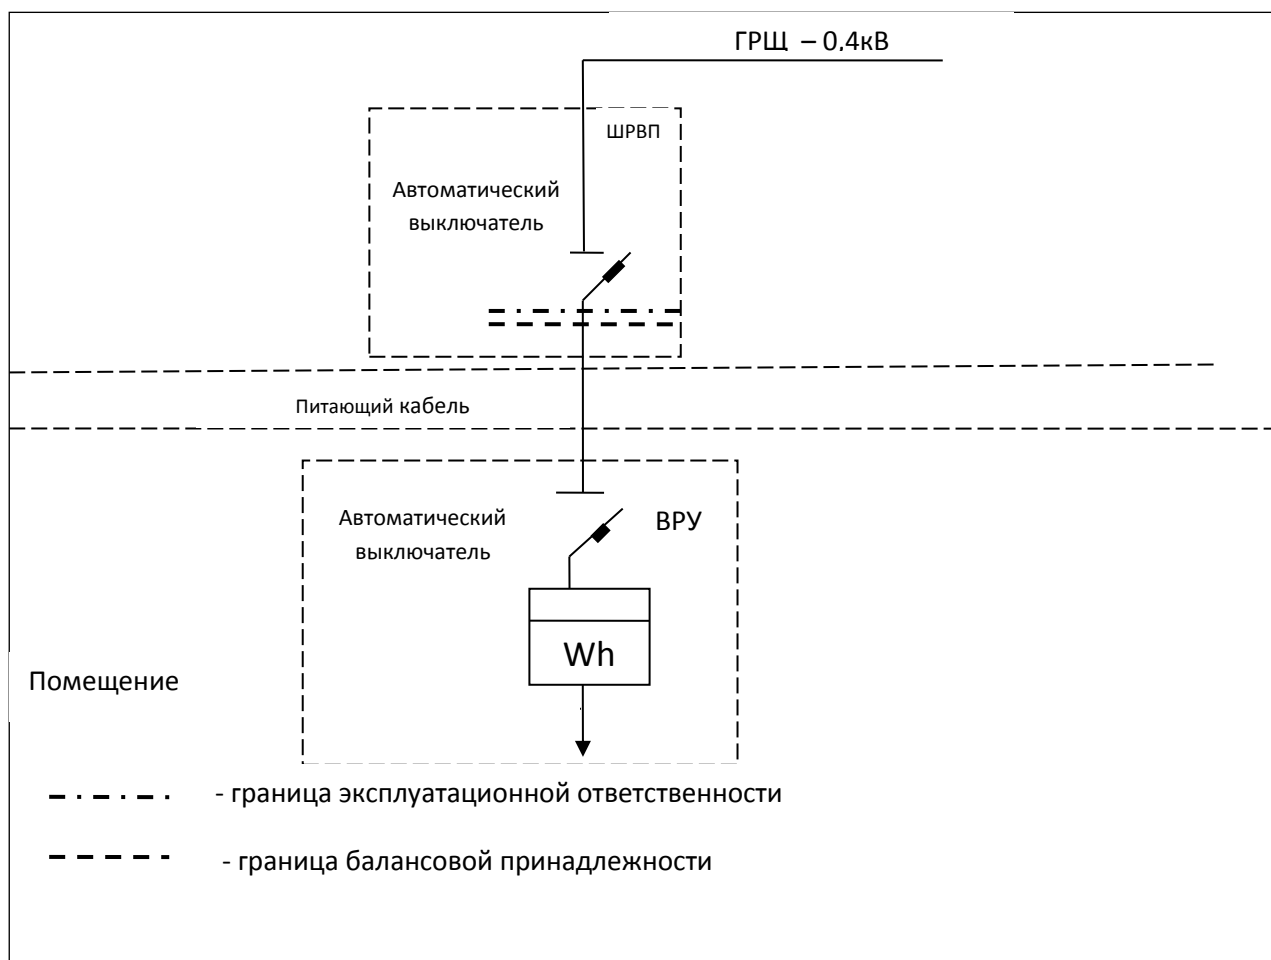 ГРЩ – 0,4кВ
ШРВП
Автоматический
выключатель
Питающий кабель
Автоматический
выключатель
ВРУ
Wh
Помещение
- граница эксплуатационной ответственности
- граница балансовой принадлежности